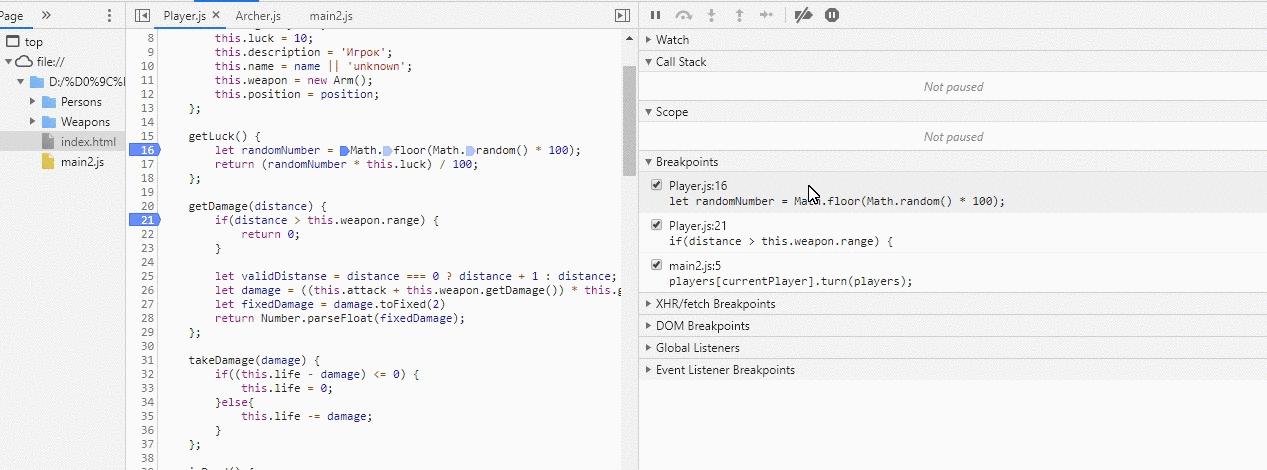 Page »
top
file://
D:/%D0%9C%
Persons
Weapons
index.html
main2.js
Player.js × Archer.js main2.js
8 this.luck = 10;
9 this.description = 'Игрок';
10 this.name = name || 'unknown';
11 this.weapon = new Arm();
12 this.position = position;
13 };
14
15 getLuck() {
16 let randomNumber = Math.floor(Math.random() * 100);
17 return (randomNumber * this.luck) / 100;
18 };
19
20 getDamage(distance) {
21 if(distance > this.weapon.range) {
22 return 0;
23 }
24
25 let validDistanse = distance === 0 ? distance + 1 : distance;
26 let damage = ((this.attack + this.weapon.getDamage()) * this.g
27 let fixedDamage = damage.toFixed(2)
28 return Number.parseFloat(fixedDamage);
29 };
30
31 takeDamage(damage) {
32 if((this.life - damage) <= 0) {
33 this.life = 0;
34 }else{
35 this.life -= damage;
36 }
37 };
38
Watch
Call Stack
Not paused
Scope
Not paused
Breakpoints
Player.js:16
let randomNumber = Math.floor(Math.random() * 100);
Player.js:21
if(distance > this.weapon.range) {
main2.js:5
players[currentPlayer].turn(players);
XHR/fetch Breakpoints
DOM Breakpoints
Global Listeners
Event Listener Breakpoints